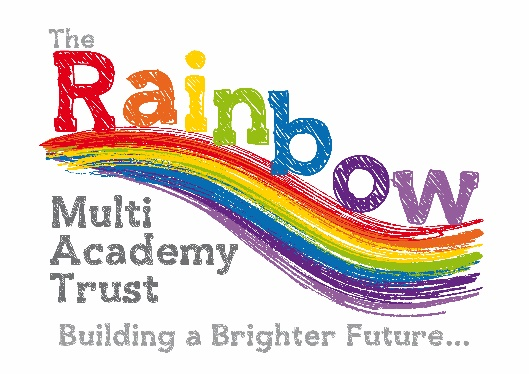 The
Rainbow
Multi
Academy
Trust
Building a Brighter Future...